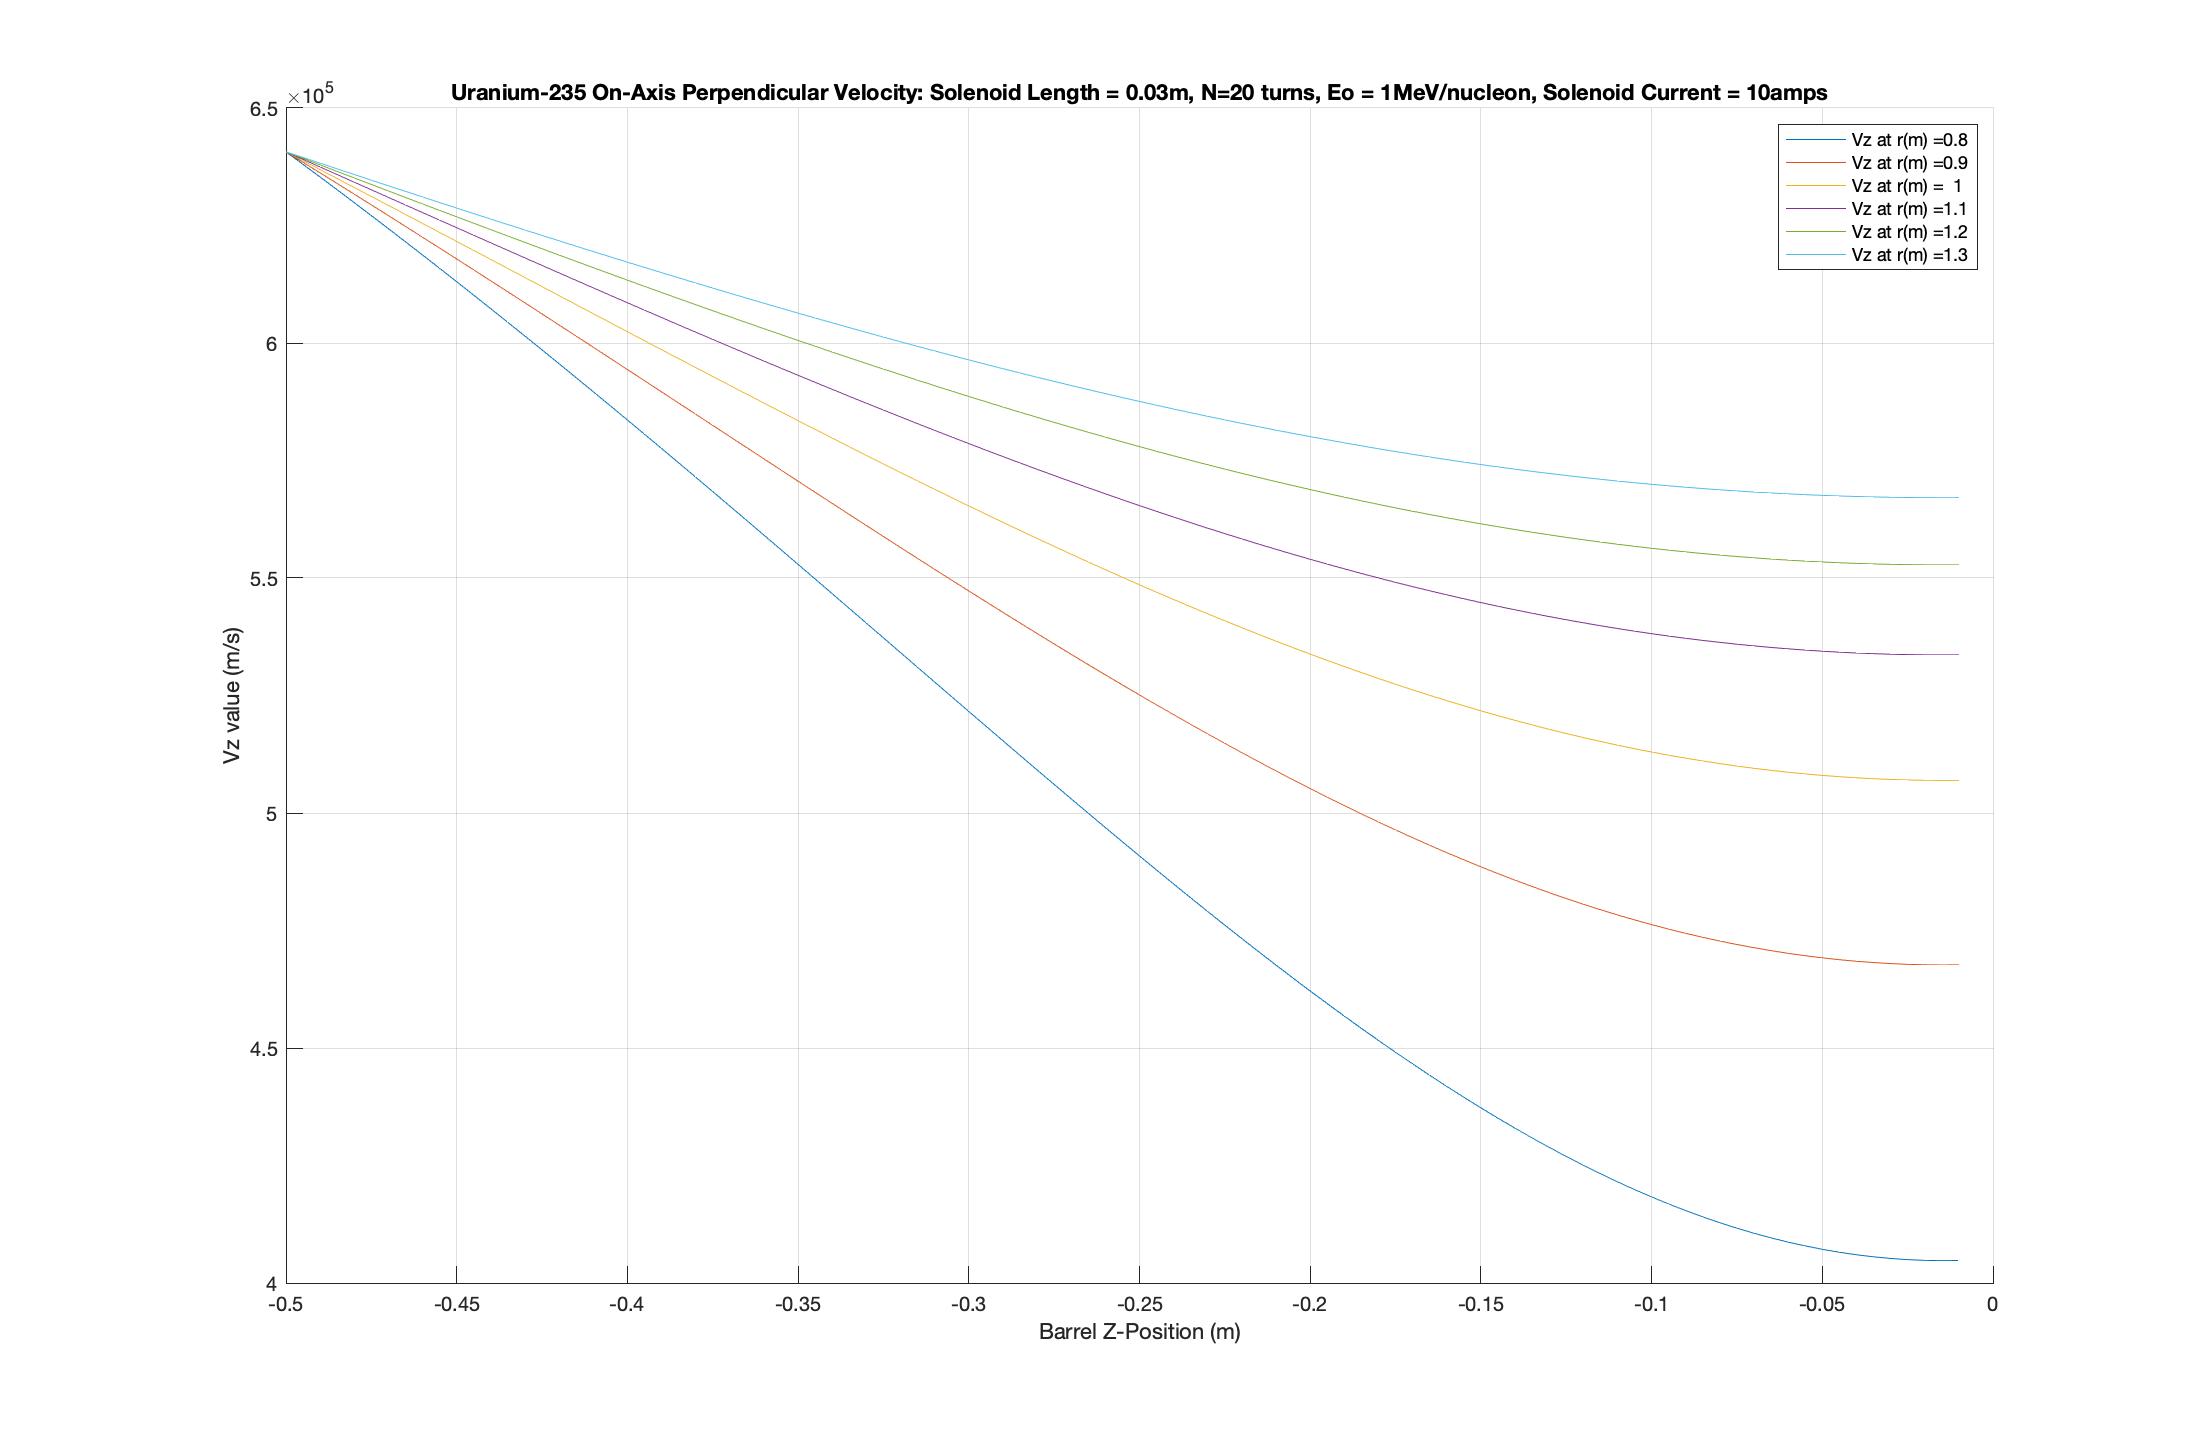 Uranium-235 On-Axis Perpendicular Velocity: Solenoid Length = 0.03m, N=20 turns, Eo = 1MeV/nucleon, Solenoid Current = 10amps
×10⁵
6.5
6
5.5
5
4.5
4
Vz value (m/s)
Vz at r(m) =0.8
Vz at r(m) =0.9
Vz at r(m) =  1
Vz at r(m) =1.1
Vz at r(m) =1.2
Vz at r(m) =1.3
-0.5 -0.45 -0.4 -0.35 -0.3 -0.25 -0.2 -0.15 -0.1 -0.05 0
Barrel Z-Position (m)